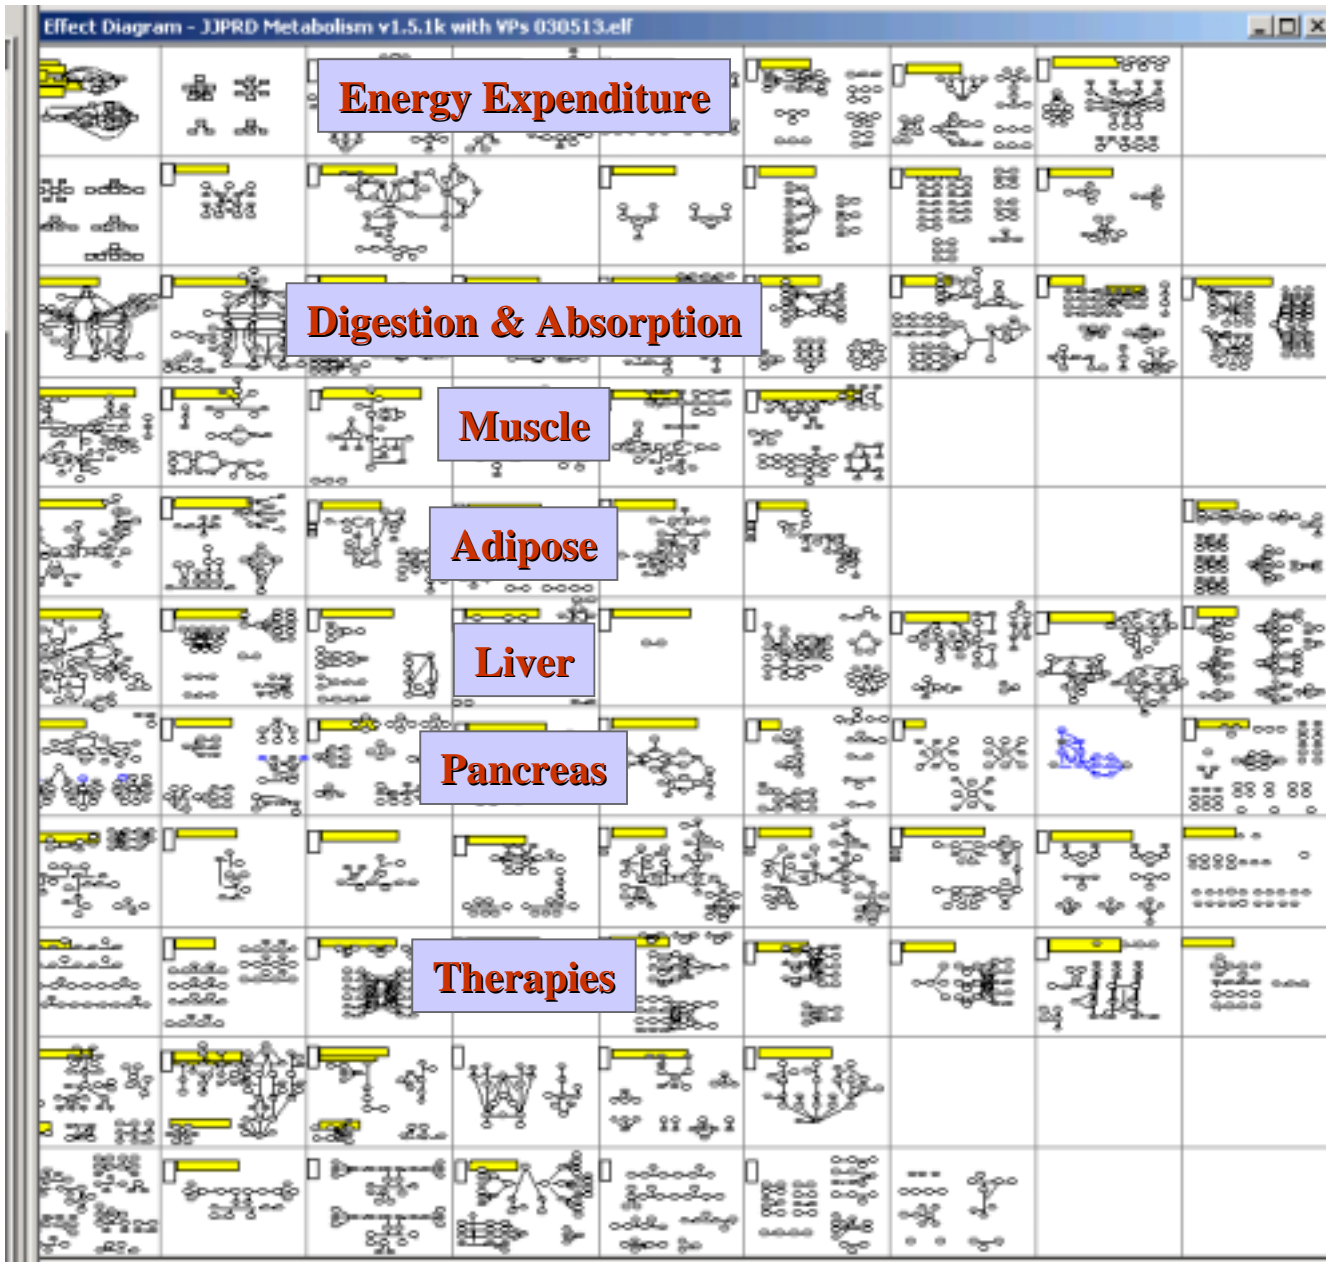 Effect Diagram - JJPRD Metabolism v1.5.1k with VPs 030513.elf
Energy Expenditure
Digestion & Absorption
Muscle
Adipose
Liver
Pancreas
Therapies